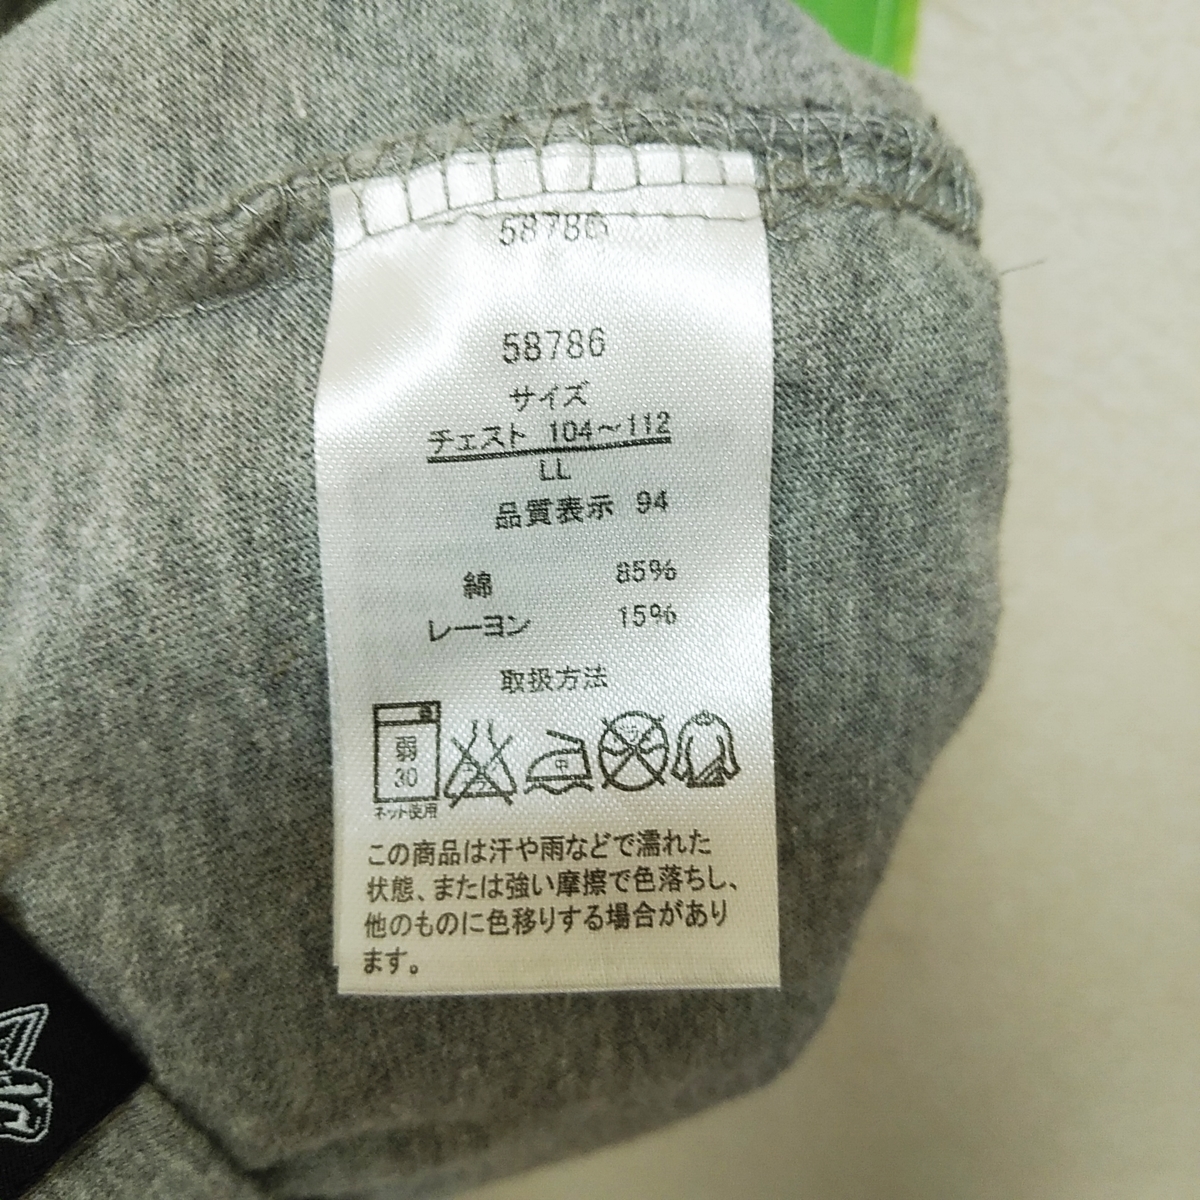 58786
58786
サイズ
チェスト 104～112
LL
品質表示 94
綿 85%
レーヨン 15%
取扱方法
弱
30
中
ネット使用
この商品は汗や雨などで濡れた
状態、または強い摩擦で色落ちし、
他のものに色移りする場合があり
ます。